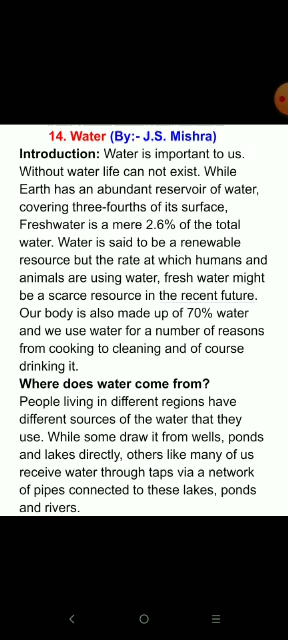 14. Water (By:- J.S. Mishra)
Introduction: Water is important to us.
Without water life can not exist. While
Earth has an abundant reservoir of water,
covering three-fourths of its surface,
Freshwater is a mere 2.6% of the total
water. Water is said to be a renewable
resource but the rate at which humans and
animals are using water, fresh water might
be a scarce resource in the recent future.
Our body is also made up of 70% water
and we use water for a number of reasons
from cooking to cleaning and of course
drinking it.
Where does water come from?
People living in different regions have
different sources of the water that they
use. While some draw it from wells, ponds
and lakes directly, others like many of us
receive water through taps via a network
of pipes connected to these lakes, ponds
and rivers.